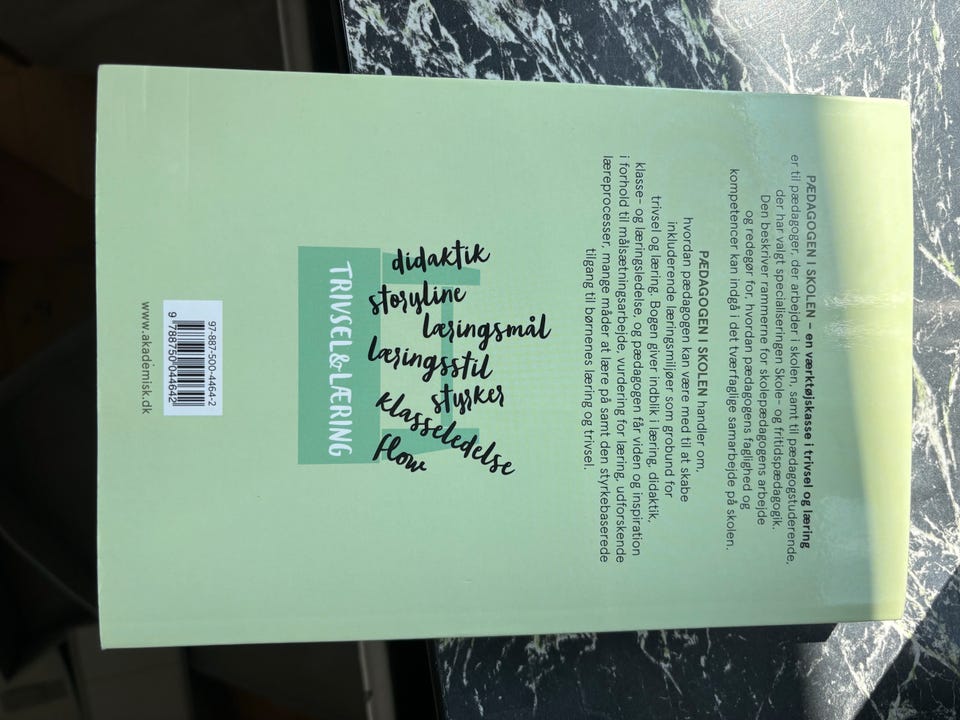 PÆDAGOGEN I SKOLEN – en værktøjskasse i trivsel og læring
er til pædagoger, der arbejder i skolen, samt til pædagogstuderende,
der har valgt specialiseringen Skole- og fritidspædagogik.
Den beskriver rammerne for skolepædagogens arbejde
og redegør for, hvordan pædagogens faglighed og
kompetencer kan indgå i det tværfaglige samarbejde på skolen.
PÆDAGOGEN I SKOLEN handler om,
hvordan pædagogen kan være med til at skabe
inkluderende læringsmiljøer som grobund for
trivsel og læring. Bogen giver indblik i læring, didaktik,
klasse- og læringsledelse, og pædagogen får viden og inspiration
i forhold til målsætningsarbejde, vurdering for læring, udforskende
læreprocesser, mange måder at lære på samt den styrkebaserede
tilgang til børnenes læring og trivsel.
didaktik
storyline
læringsmål
læringsstil
styrker
klasseledelse
flow
TRIVSEL & LÆRING
97-887-500-4464-2
9 788750 044642
www.akademisk.dk